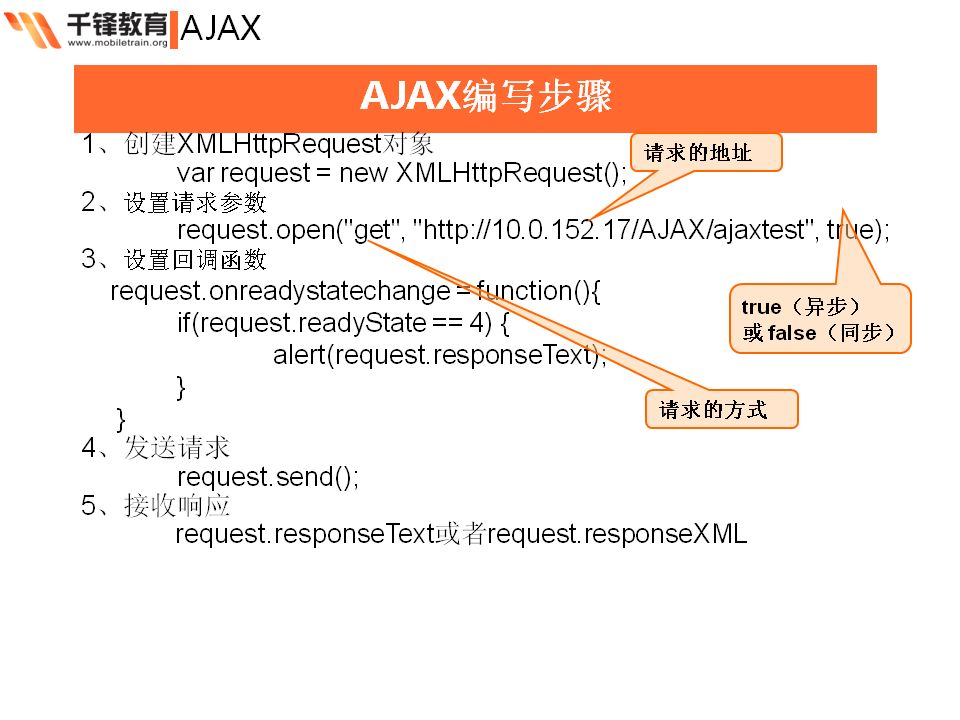 千锋教育
www.mobiletrain.org
AJAX
AJAX编写步骤
1、创建XMLHttpRequest对象
var request = new XMLHttpRequest();
请求的地址
2、设置请求参数
request.open("get", "http://10.0.152.17/AJAX/ajaxtest", true);
3、设置回调函数
request.onreadystatechange = function(){
true（异步）
或 false（同步）
if(request.readyState == 4) {
alert(request.responseText);
}
请求的方式
}
4、发送请求
request.send();
5、接收响应
request.responseText或者request.responseXML